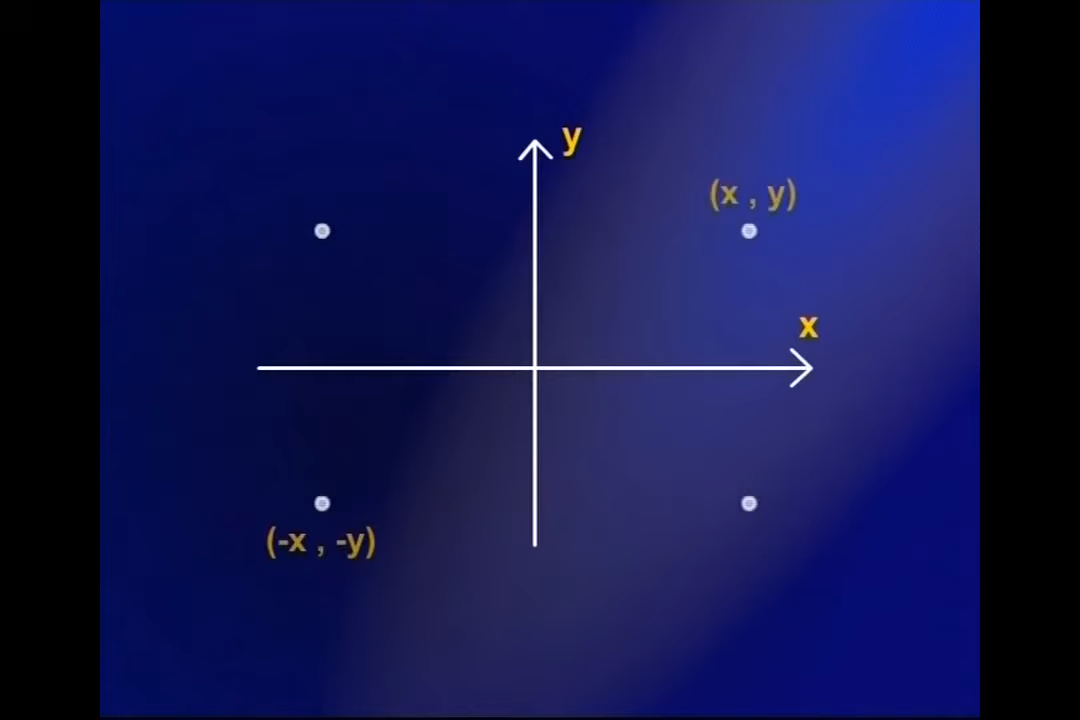 y
(x , y)
x
(-x , -y)